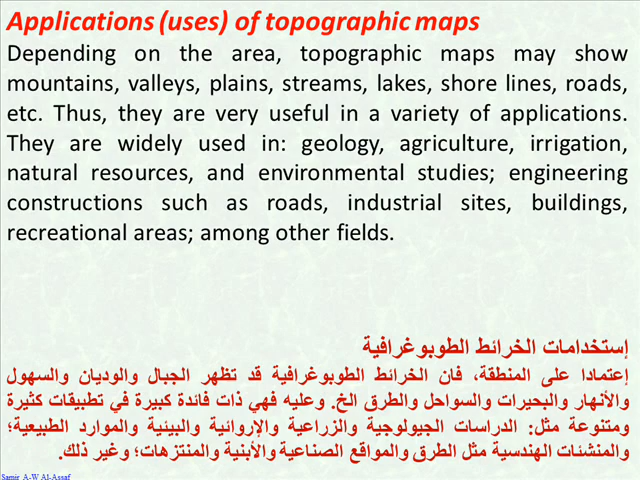 Applications (uses) of topographic maps
Depending on the area, topographic maps may show
mountains, valleys, plains, streams, lakes, shore lines, roads,
etc. Thus, they are very useful in a variety of applications.
They are widely used in: geology, agriculture, irrigation,
natural resources, and environmental studies; engineering
constructions such as roads, industrial sites, buildings,
recreational areas; among other fields.
إستخدامات الخرائط الطوبوغرافية
إعتمادا على المنطقة، فان الخرائط الطوبوغرافية قد تظهر الجبال والوديان والسهول
والأنهار والبحيرات والسواحل والطرق الخ. وعليه فهي ذات فائدة كبيرة في تطبيقات كثيرة
ومتنوعة مثل: الدراسات الجيولوجية والزراعية والإروائية والبيئية والموارد الطبيعية؛
والمنشئات الهندسية مثل الطرق والمواقع الصناعية والأبنية والمنتزهات؛ وغير ذلك.
Samir A-W Al-Assaf